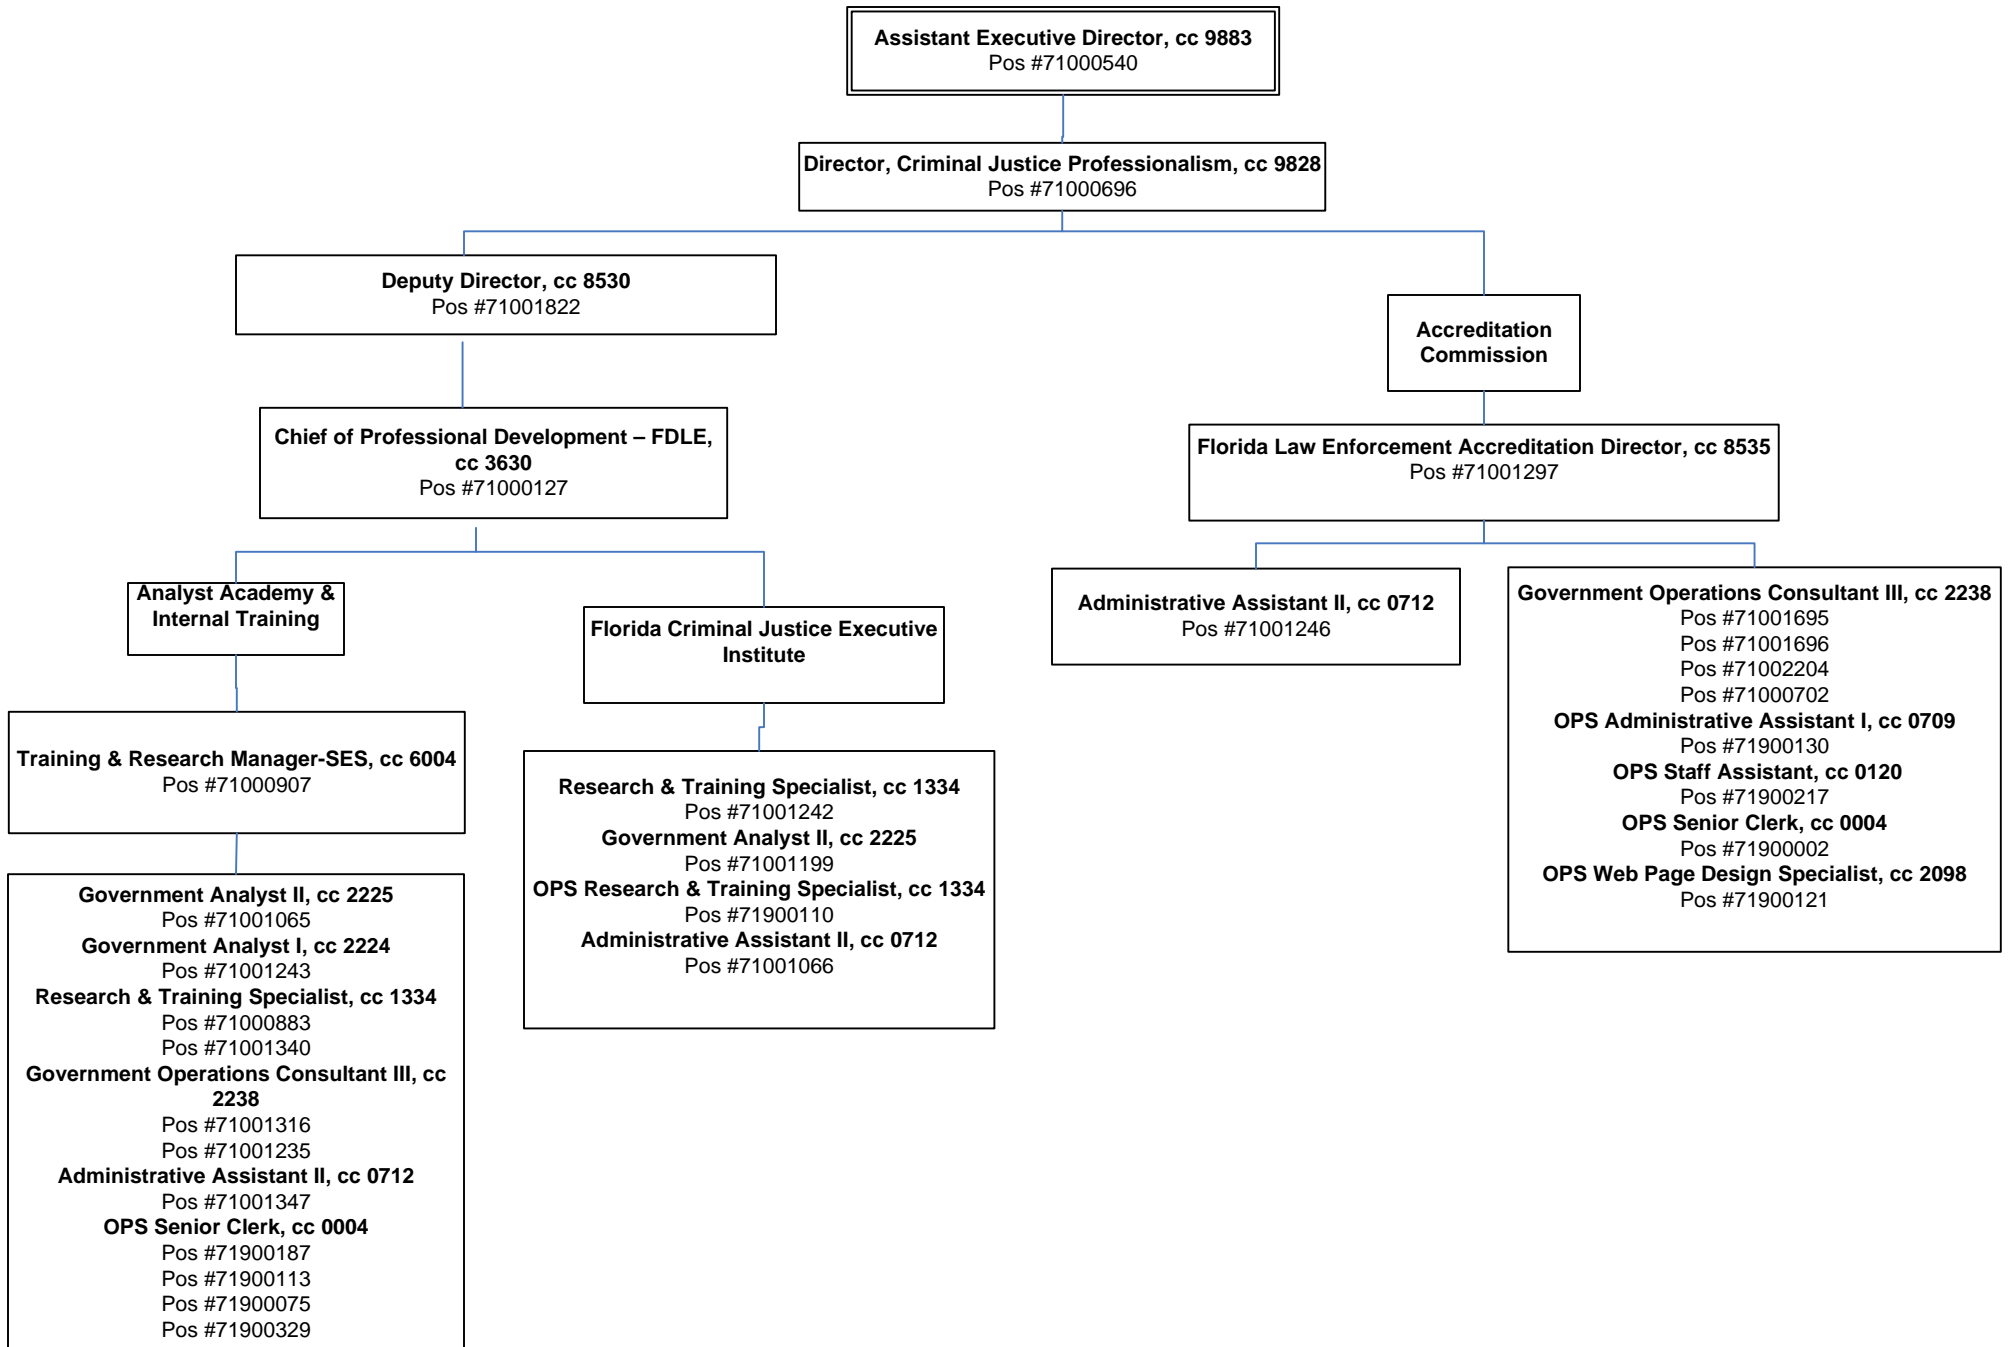 Assistant Executive Director, cc 9883
Pos #71000540
Director, Criminal Justice Professionalism, cc 9828
Pos #71000696
Deputy Director, cc 8530
Pos #71001822
Accreditation
Commission
Chief of Professional Development – FDLE,
cc 3630
Pos #71000127
Florida Law Enforcement Accreditation Director, cc 8535
Pos #71001297
Analyst Academy &
Internal Training
Florida Criminal Justice Executive
Institute
Administrative Assistant II, cc 0712
Pos #71001246
Government Operations Consultant III, cc 2238
Pos #71001695
Pos #71001696
Pos #71002204
Pos #71000702
OPS Administrative Assistant I, cc 0709
Pos #71900130
OPS Staff Assistant, cc 0120
Pos #71900217
OPS Senior Clerk, cc 0004
Pos #71900002
OPS Web Page Design Specialist, cc 2098
Pos #71900121
Training & Research Manager-SES, cc 6004
Pos #71000907
Research & Training Specialist, cc 1334
Pos #71001242
Government Analyst II, cc 2225
Pos #71001199
OPS Research & Training Specialist, cc 1334
Pos #71900110
Administrative Assistant II, cc 0712
Pos #71001066
Government Analyst II, cc 2225
Pos #71001065
Government Analyst I, cc 2224
Pos #71001243
Research & Training Specialist, cc 1334
Pos #71000883
Pos #71001340
Government Operations Consultant III, cc
2238
Pos #71001316
Pos #71001235
Administrative Assistant II, cc 0712
Pos #71001347
OPS Senior Clerk, cc 0004
Pos #71900187
Pos #71900113
Pos #71900075
Pos #71900329